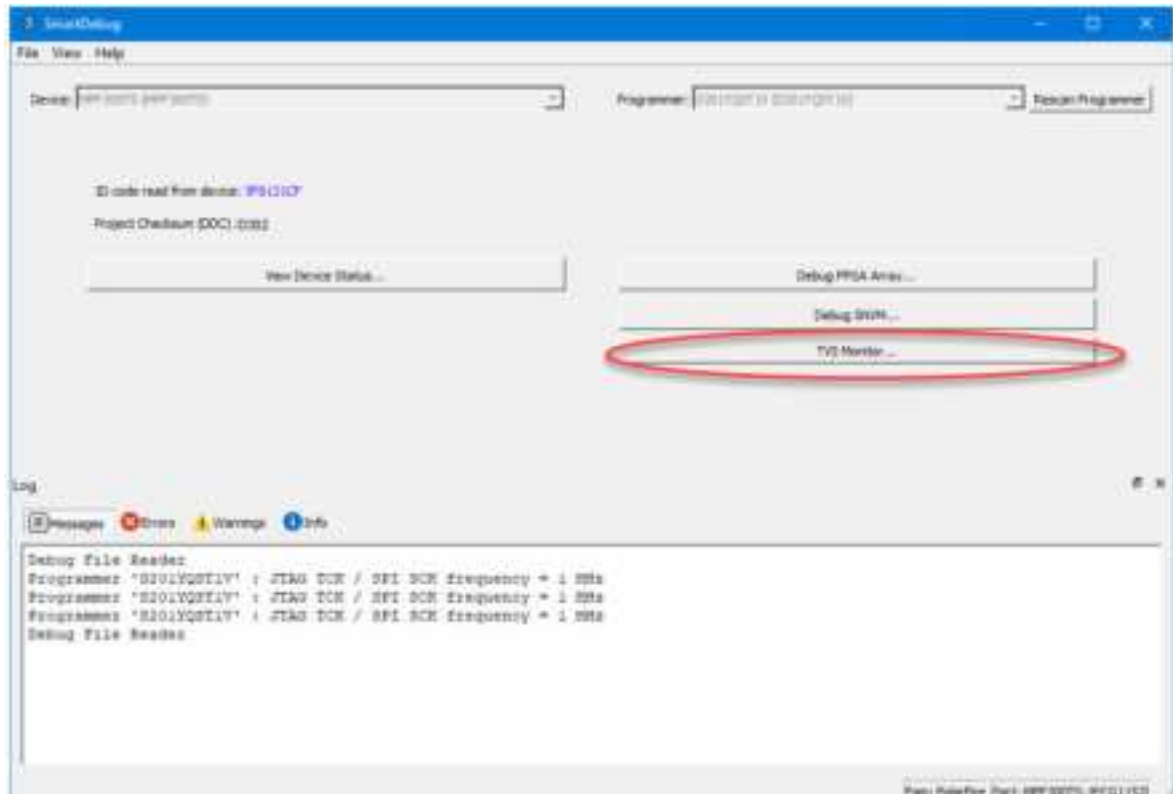 SmartDebug
File View Help
Device:
Programmer:
Rescan Programmer
ID code read from device:
Project Checksum (DDC):
View Device Status...
Debug FPGA Array...
Debug SNVM...
TVS Monitor...
Log
Messages Errors Warnings Info
Debug File Reader
Programmer : JTAG TCK / SPI SCK frequency = 1 MHz
Programmer : JTAG TCK / SPI SCK frequency = 1 MHz
Programmer : JTAG TCK / SPI SCK frequency = 1 MHz
Debug File Reader